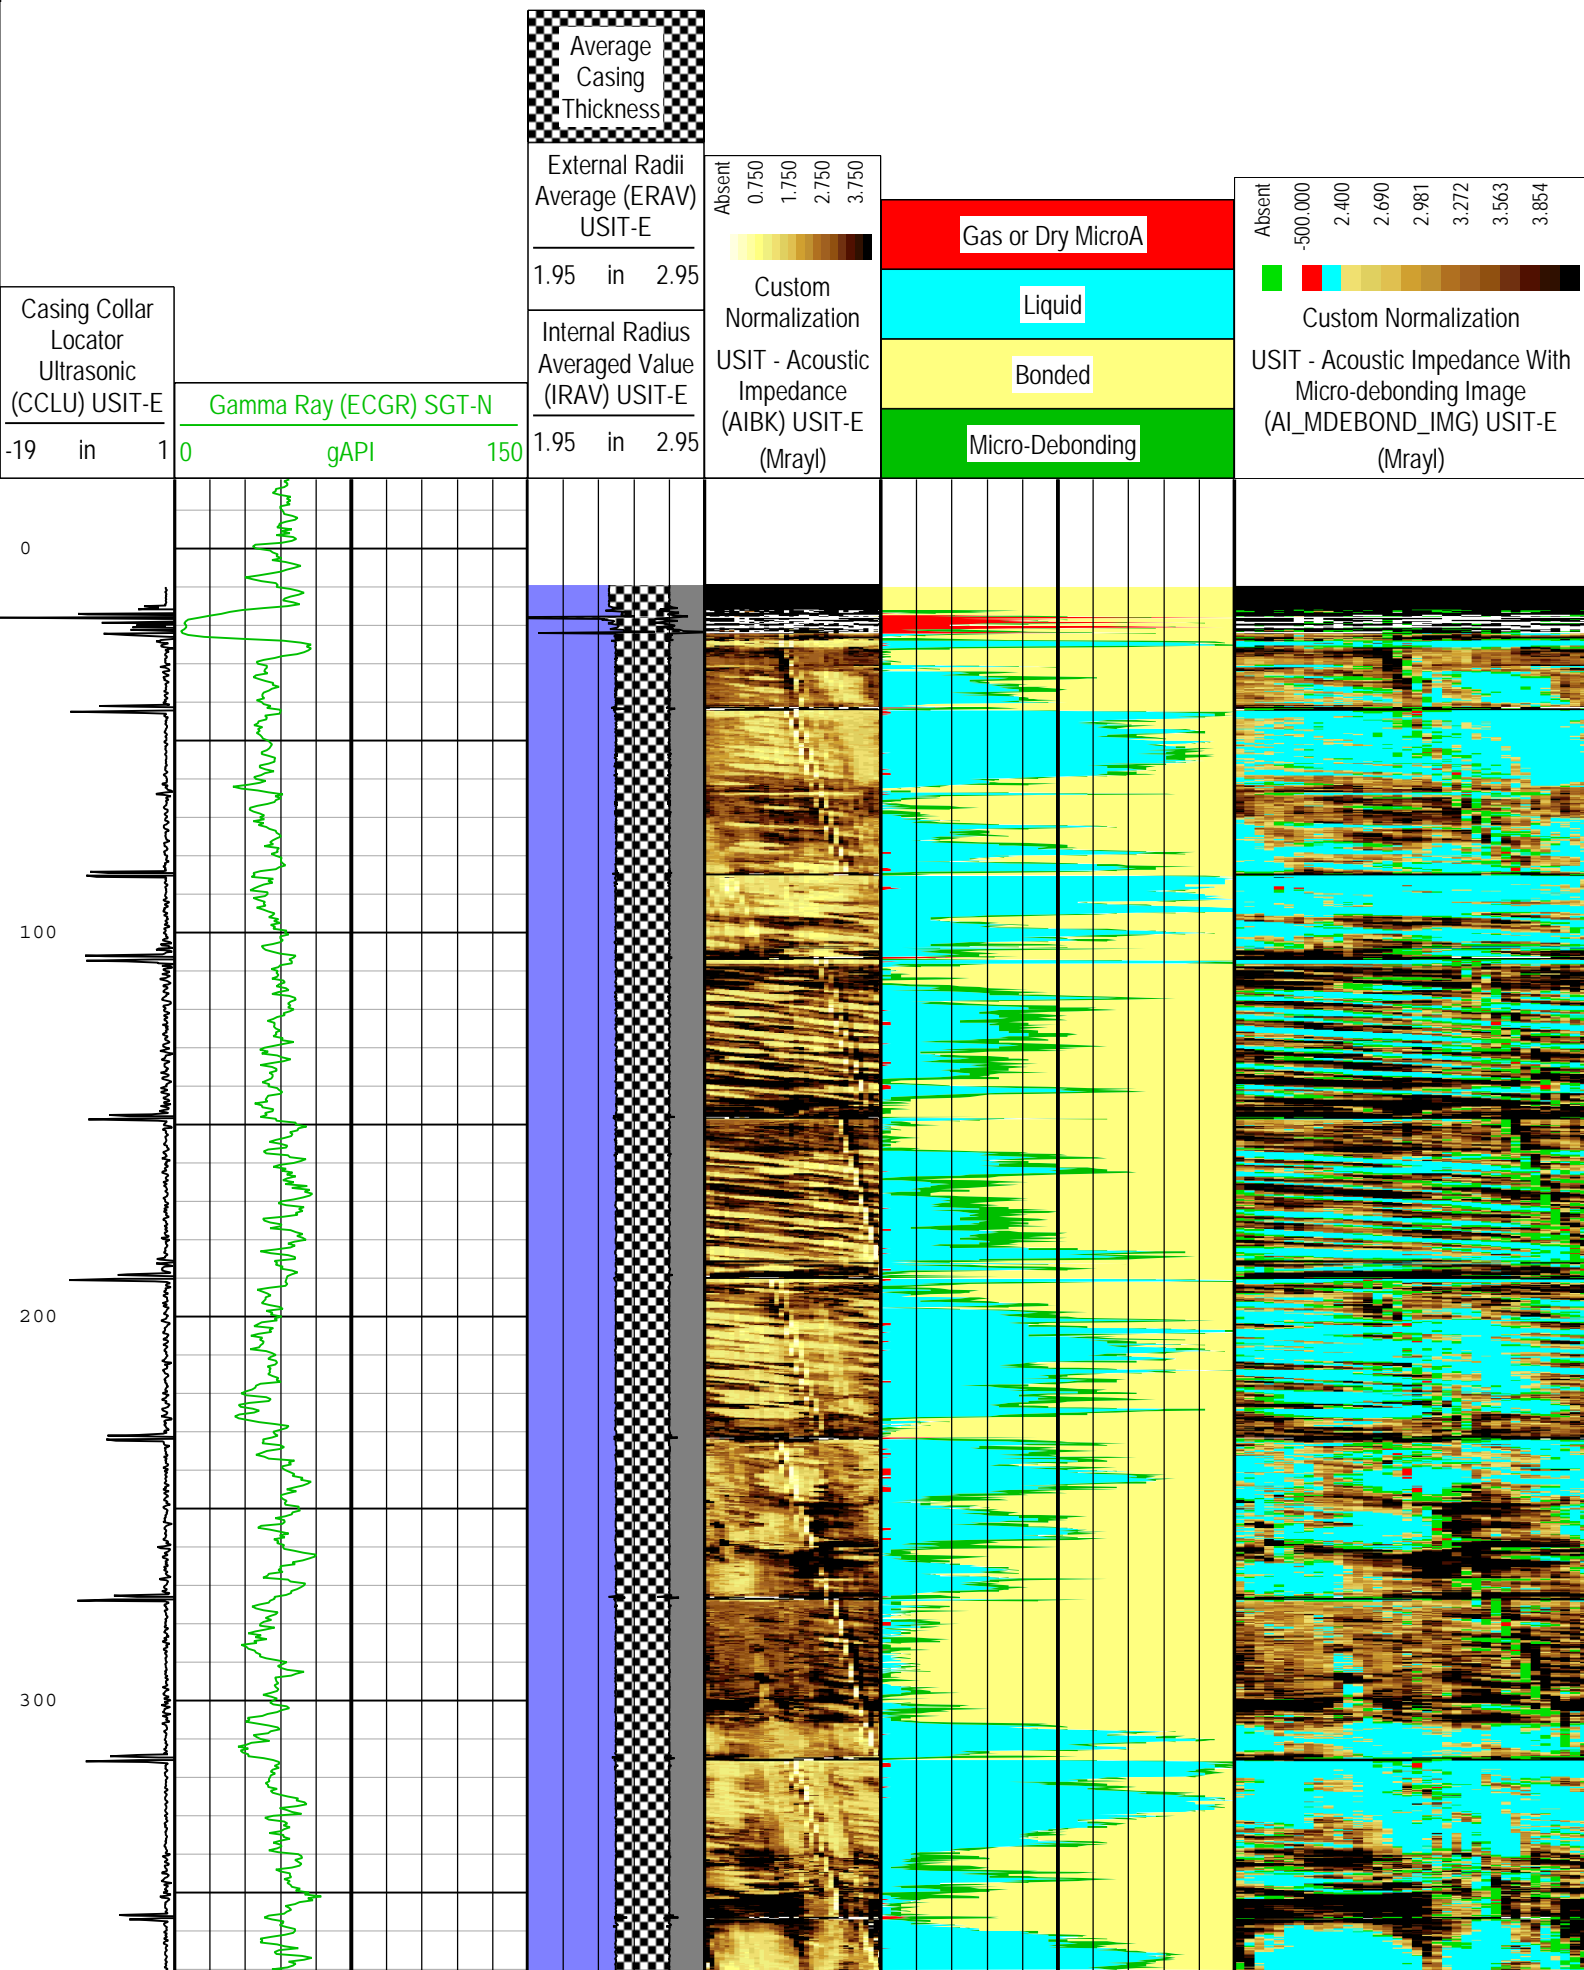 Average
Casing
Thickness
External Radii
Average (ERAV)
USIT-E
1.95 in 2.95
Internal Radius
Averaged Value
(IRAV) USIT-E
1.95 in 2.95
Casing Collar
Locator
Ultrasonic
(CCLU) USIT-E
-19 in 1
Gamma Ray (ECGR) SGT-N
0 gAPI 150
Absent
0.750
1.750
2.750
3.750
Custom
Normalization
USIT - Acoustic
Impedance
(AIBK) USIT-E
(Mrayl)
Gas or Dry MicroA
Liquid
Bonded
Micro-Debonding
Absent
-500.000
2.400
2.690
2.981
3.272
3.563
3.854
Custom Normalization
USIT - Acoustic Impedance With
Micro-debonding Image
(AI_MDEBOND_IMG) USIT-E
(Mrayl)
0
100
200
300